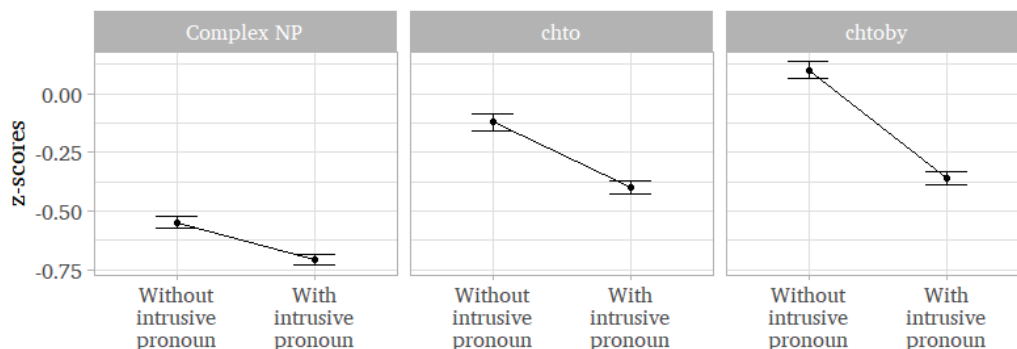 Complex NP
chto
chtoby
z-scores
0.00
-0.25
-0.50
-0.75
Without
intrusive
pronoun
With
intrusive
pronoun
Without
intrusive
pronoun
With
intrusive
pronoun
Without
intrusive
pronoun
With
intrusive
pronoun